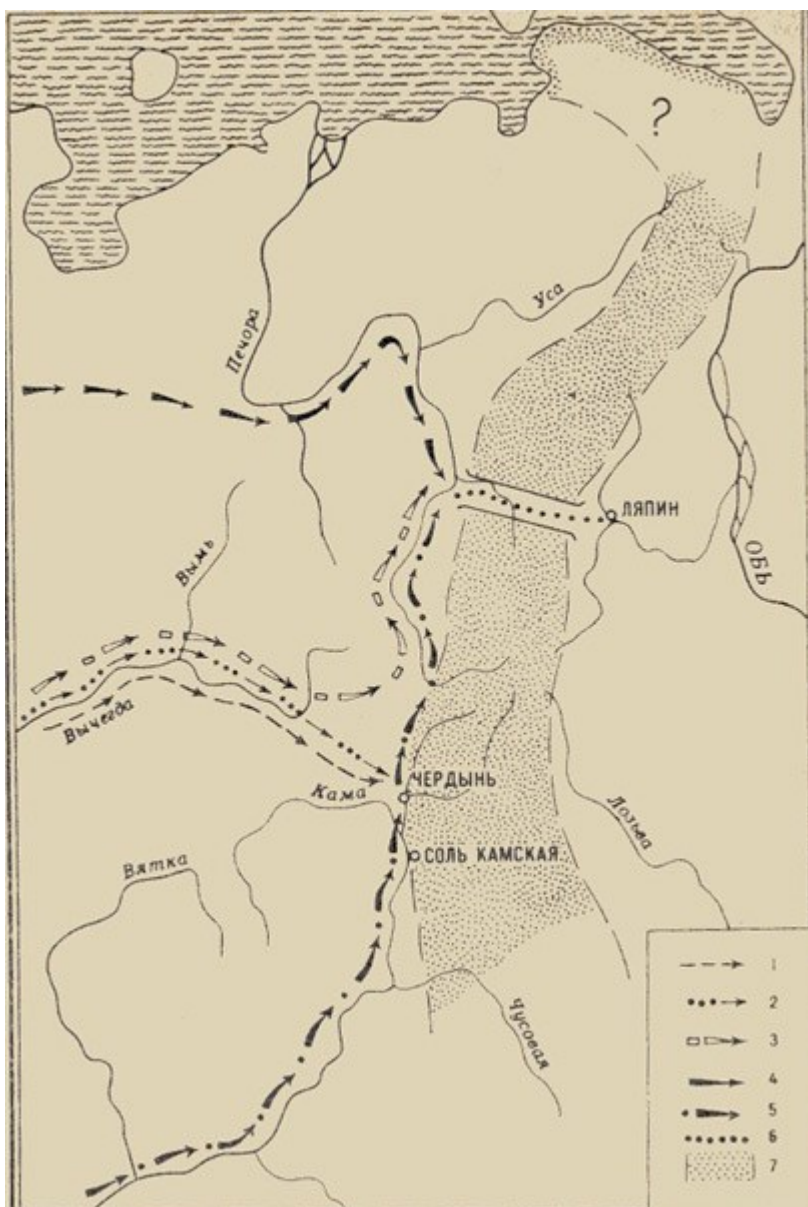 ?
Уса
Печора
ЛЯПИН
ОБЬ
Вымь
Вычегда
ЧЕРДЫНЬ
Кама
Лозьва
СОЛЬ КАМСКАЯ
Вятка
Чусовая
1
2
3
4
5
6
7